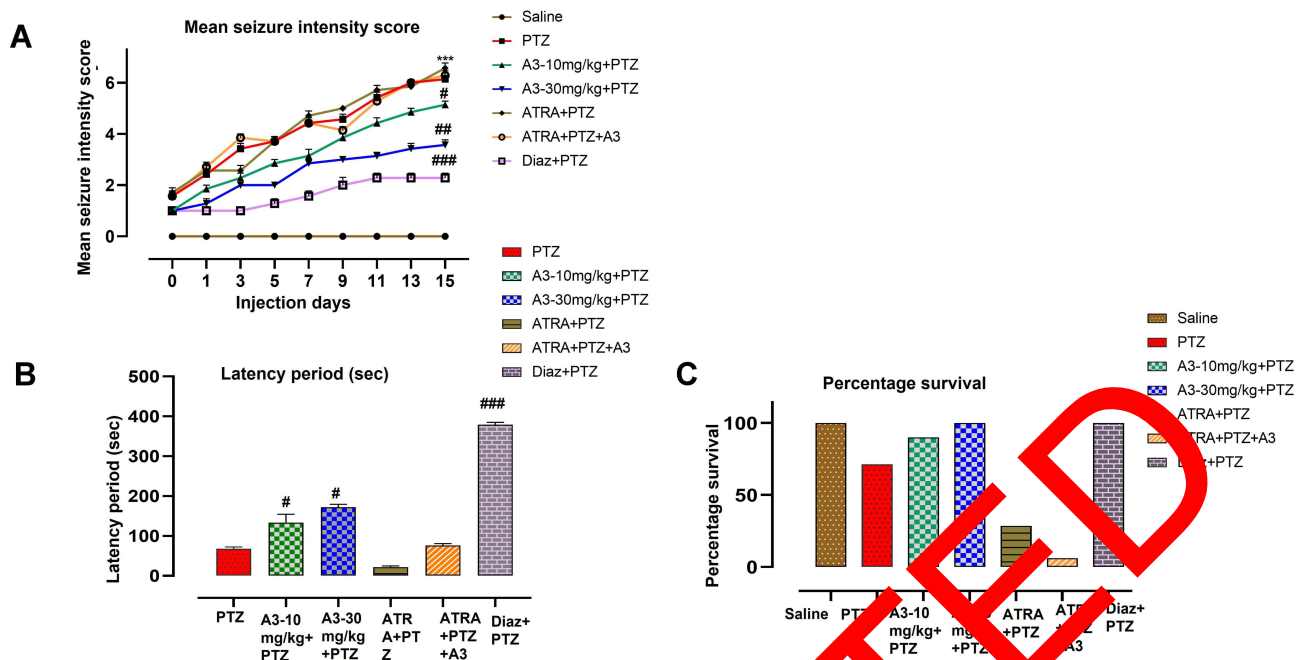 A
Mean seizure intensity score
Mean seizure intensity score
6
4
2
0
0 1 3 5 7 9 11 13 15
Injection days
***
#
##
###
Saline
PTZ
A3-10mg/kg+PTZ
A3-30mg/kg+PTZ
ATRA+PTZ
ATRA+PTZ+A3
Diaz+PTZ
PTZ
A3-10mg/kg+PTZ
A3-30mg/kg+PTZ
ATRA+PTZ
ATRA+PTZ+A3
Diaz+PTZ
B
Latency period (sec)
Latency period (sec)
500
400
300
200
100
0
#
#
###
PTZ
A3-10
mg/kg+
PTZ
A3-30
mg/kg
+PTZ
ATR
A+PT
Z
ATRA
+PTZ
+A3
Diaz+
PTZ
C
Percentage survival
Percentage survival
100
50
0
Saline
PTZ
A3-10mg/kg+PTZ
A3-30mg/kg+PTZ
ATRA+PTZ
ATRA+PTZ+A3
Diaz+PTZ
Saline
PTZ
A3-10
mg/kg+
PTZ
+PTZ
ATRA
+PTZ
Diaz+
PTZ
TED